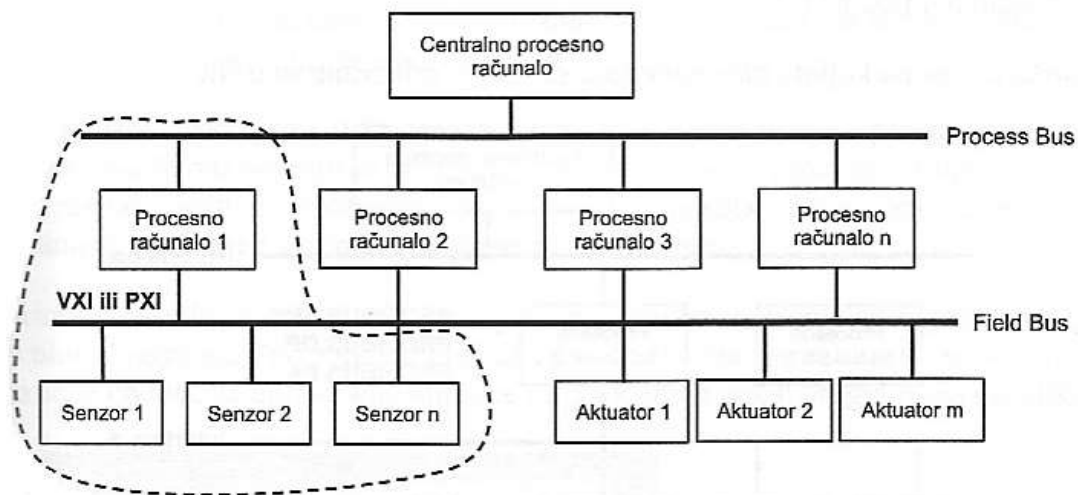 Centralno procesno
računalo
Process Bus
Procesno
računalo 1
Procesno
računalo 2
Procesno
računalo 3
Procesno
računalo n
VXI ili PXI
Field Bus
Senzor 1
Senzor 2
Senzor n
Aktuator 1
Aktuator 2
Aktuator m